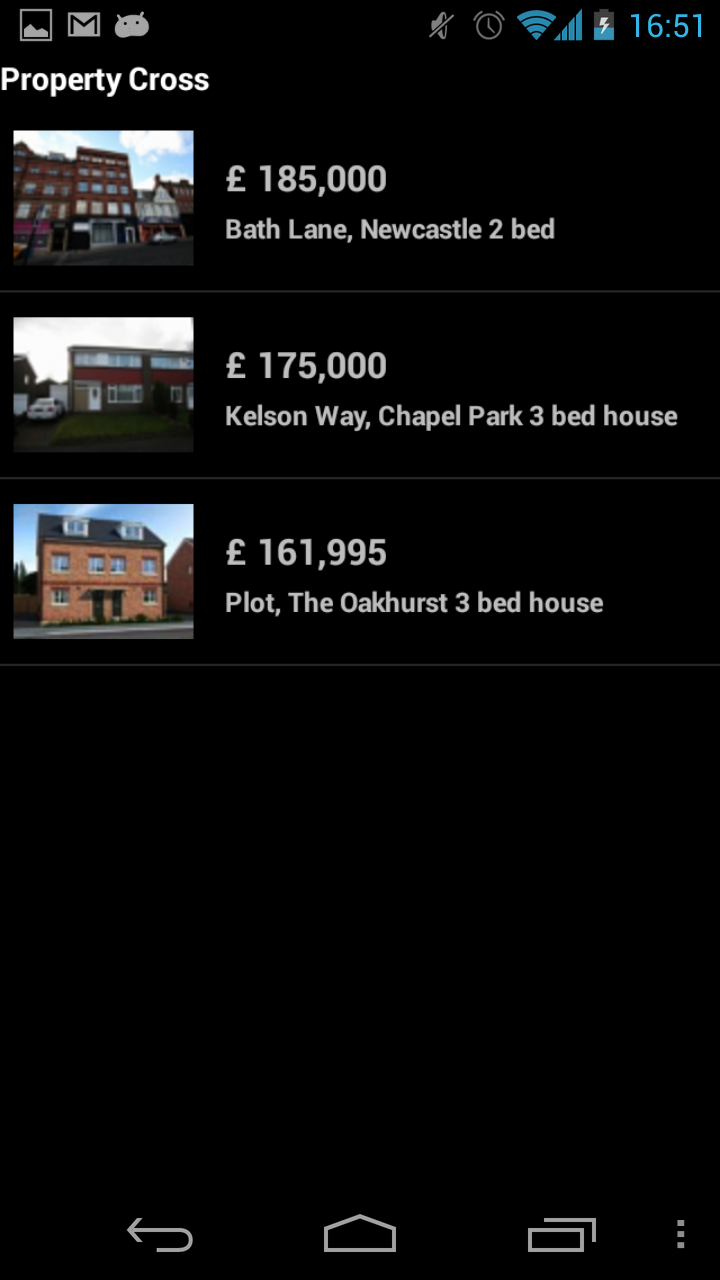 16:51
Property Cross
£ 185,000
Bath Lane, Newcastle 2 bed
£ 175,000
Kelson Way, Chapel Park 3 bed house
£ 161,995
Plot, The Oakhurst 3 bed house